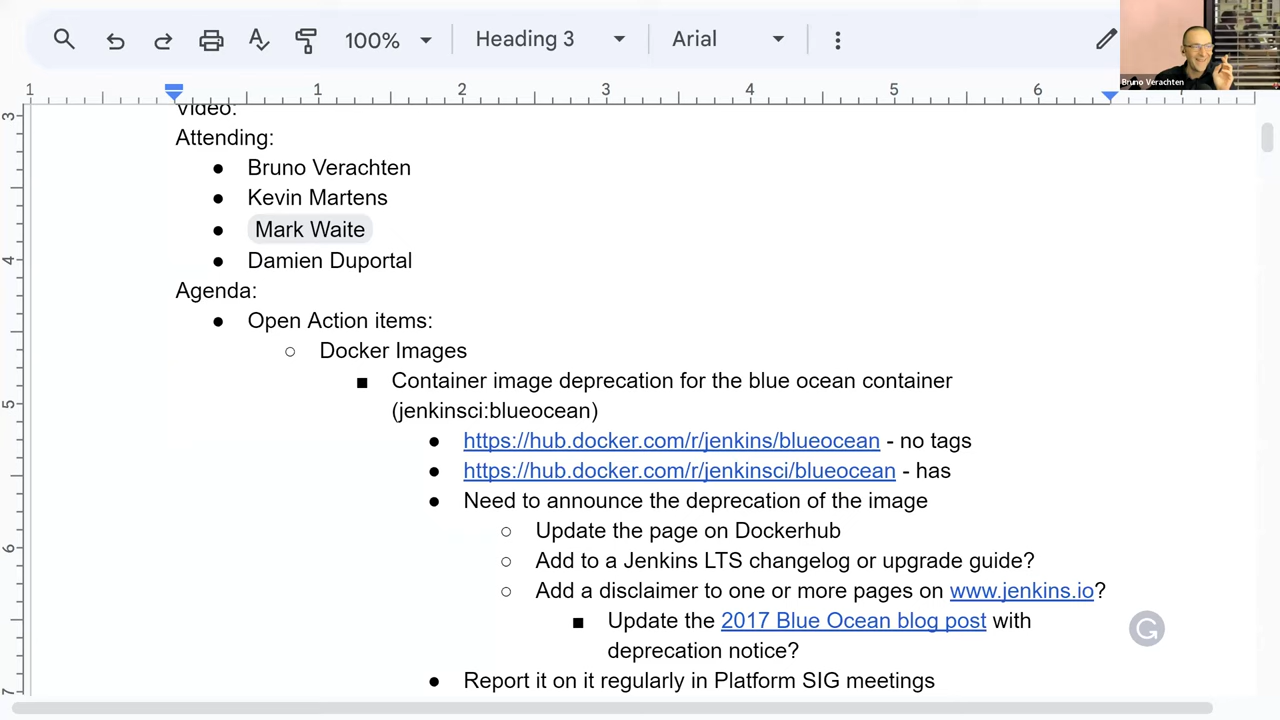 100%
Heading 3
Arial
Bruno Verachten
1 1 2 3 4 5 6
3
4
5
6
7
Video:
Attending:
● Bruno Verachten
● Kevin Martens
● Mark Waite
● Damien Duportal
Agenda:
● Open Action items:
○ Docker Images
■ Container image deprecation for the blue ocean container
(jenkinsci:blueocean)
● https://hub.docker.com/r/jenkins/blueocean - no tags
● https://hub.docker.com/r/jenkinsci/blueocean - has
● Need to announce the deprecation of the image
○ Update the page on Dockerhub
○ Add to a Jenkins LTS changelog or upgrade guide?
○ Add a disclaimer to one or more pages on www.jenkins.io?
■ Update the 2017 Blue Ocean blog post with
deprecation notice?
● Report it on it regularly in Platform SIG meetings